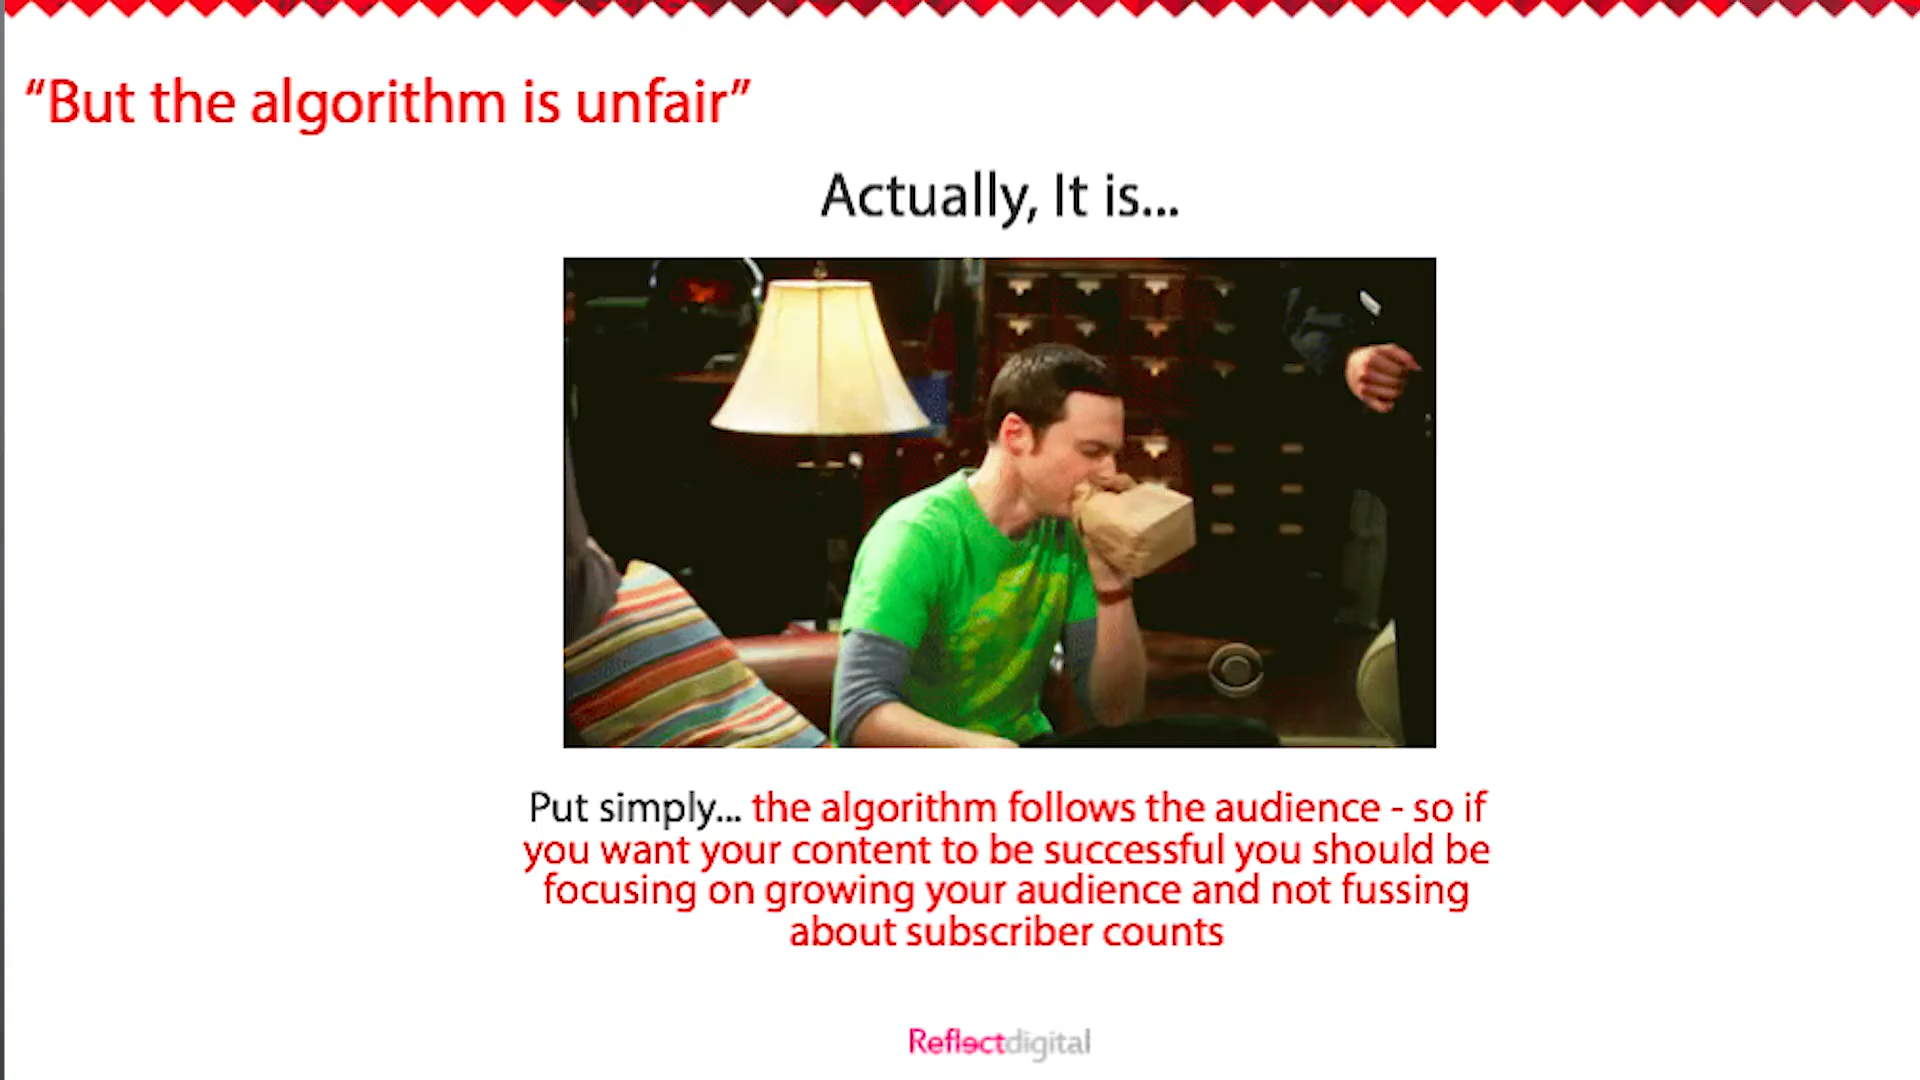 “But the algorithm is unfair”
Actually, It is...
Put simply... the algorithm follows the audience - so if
you want your content to be successful you should be
focusing on growing your audience and not fussing
about subscriber counts
Reflectdigital